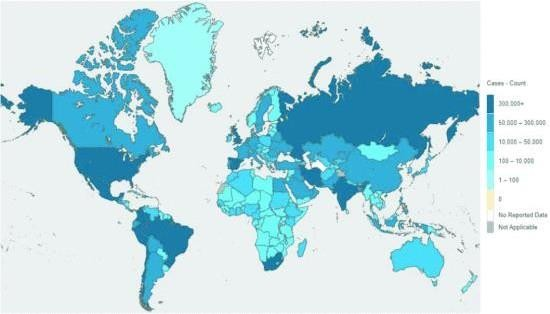 Cases - Count
300,000+
50,000 – 300,000
10,000 – 50,000
100 – 10 000
1 – 100
0
No Reported Data
Not Applicable